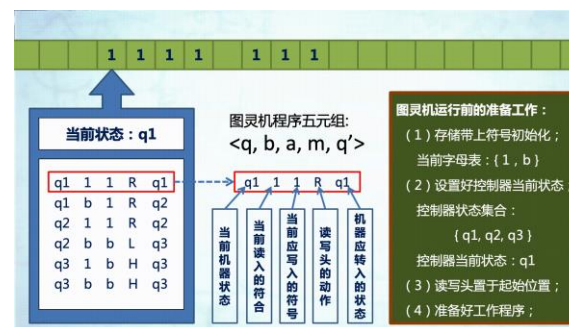 1 1 1 1 1 1 1
当前状态：q1
q1 1 1 R q1
q1 b 1 R q2
q2 1 1 R q2
q2 b b L q3
q3 1 b H q3
q3 b b H q3
图灵机程序五元组:
<q, b, a, m, q’>
q1 1 1 R q1
当前机器状态
当前读入的符合
当前应写入的符号
读写头的动作
机器应转入的状态
图灵机运行前的准备工作：
（1）存储带上符号初始化；
当前字母表：{ 1 , b }
（2）设置好控制器当前状态；
控制器状态集合：
{ q1, q2, q3 }
控制器当前状态：q1
（3）读写头置于起始位置；
（4）准备好工作程序；